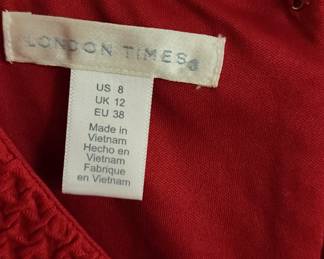 LONDON TIMES®
US 8
UK 12
EU 38
Made in
Vietnam
Hecho en
Vietnam
Fabrique
en Vietnam